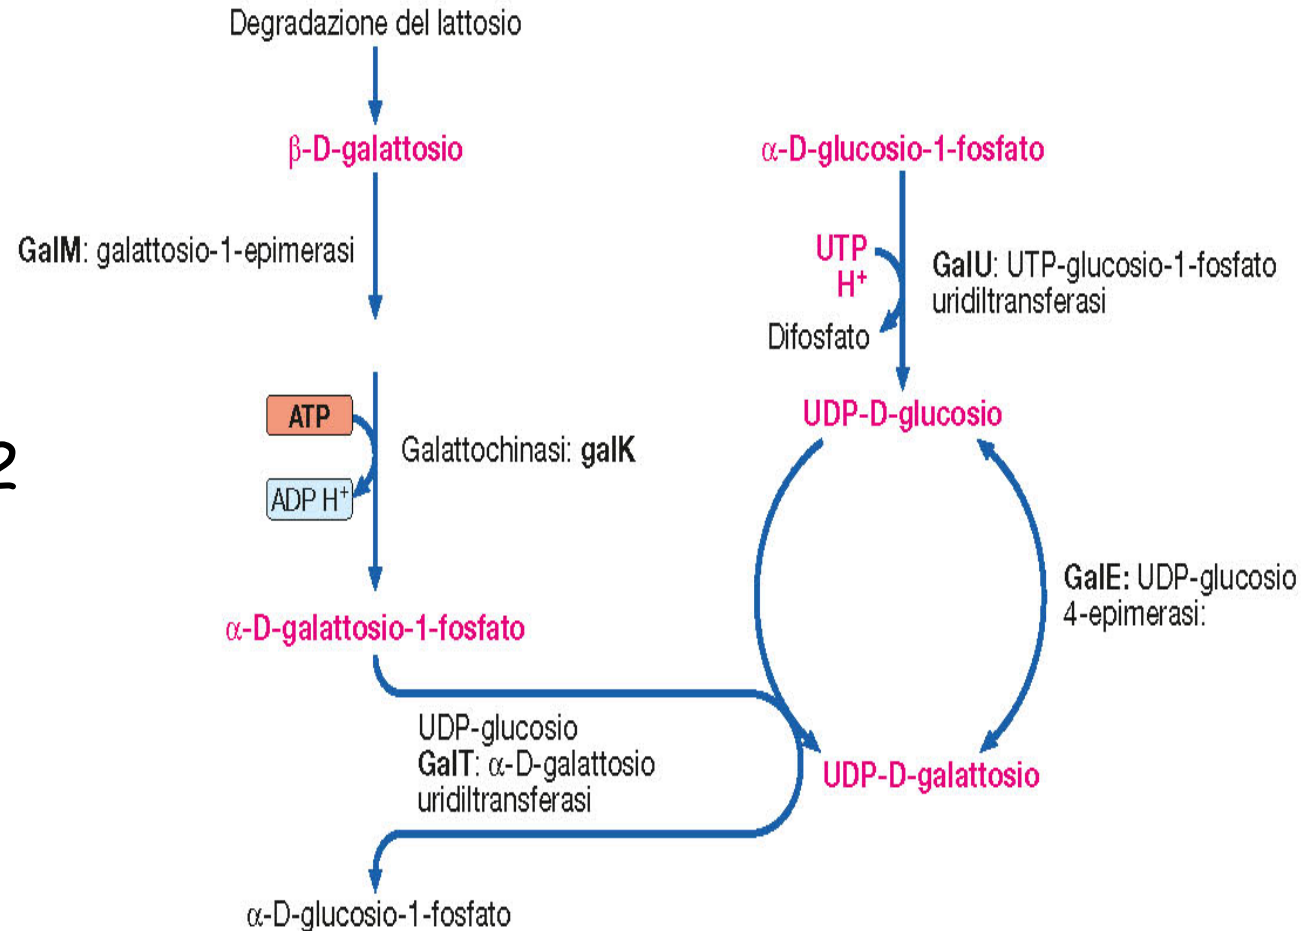 Degradazione del lattosio
β-D-galattosio
GalM: galattosio-1-epimerasi
2
ATP
ADP H⁺
Galattochinasi: galK
α-D-galattosio-1-fosfato
UDP-glucosio
GalT: α-D-galattosio
uridiltransferasi
α-D-glucosio-1-fosfato
α-D-glucosio-1-fosfato
UTP
H⁺
Difosfato
GalU: UTP-glucosio-1-fosfato
uridiltransferasi
UDP-D-glucosio
GalE: UDP-glucosio
4-epimerasi:
UDP-D-galattosio